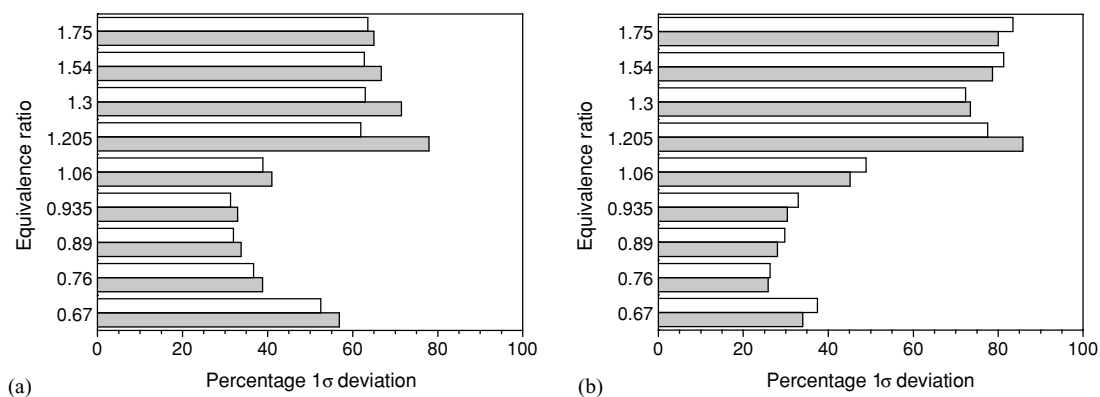 Equivalence ratio
1.75
1.54
1.3
1.205
1.06
0.935
0.89
0.76
0.67
0 20 40 60 80 100
Percentage 1σ deviation
(a)
Equivalence ratio
1.75
1.54
1.3
1.205
1.06
0.935
0.89
0.76
0.67
0 20 40 60 80 100
Percentage 1σ deviation
(b)